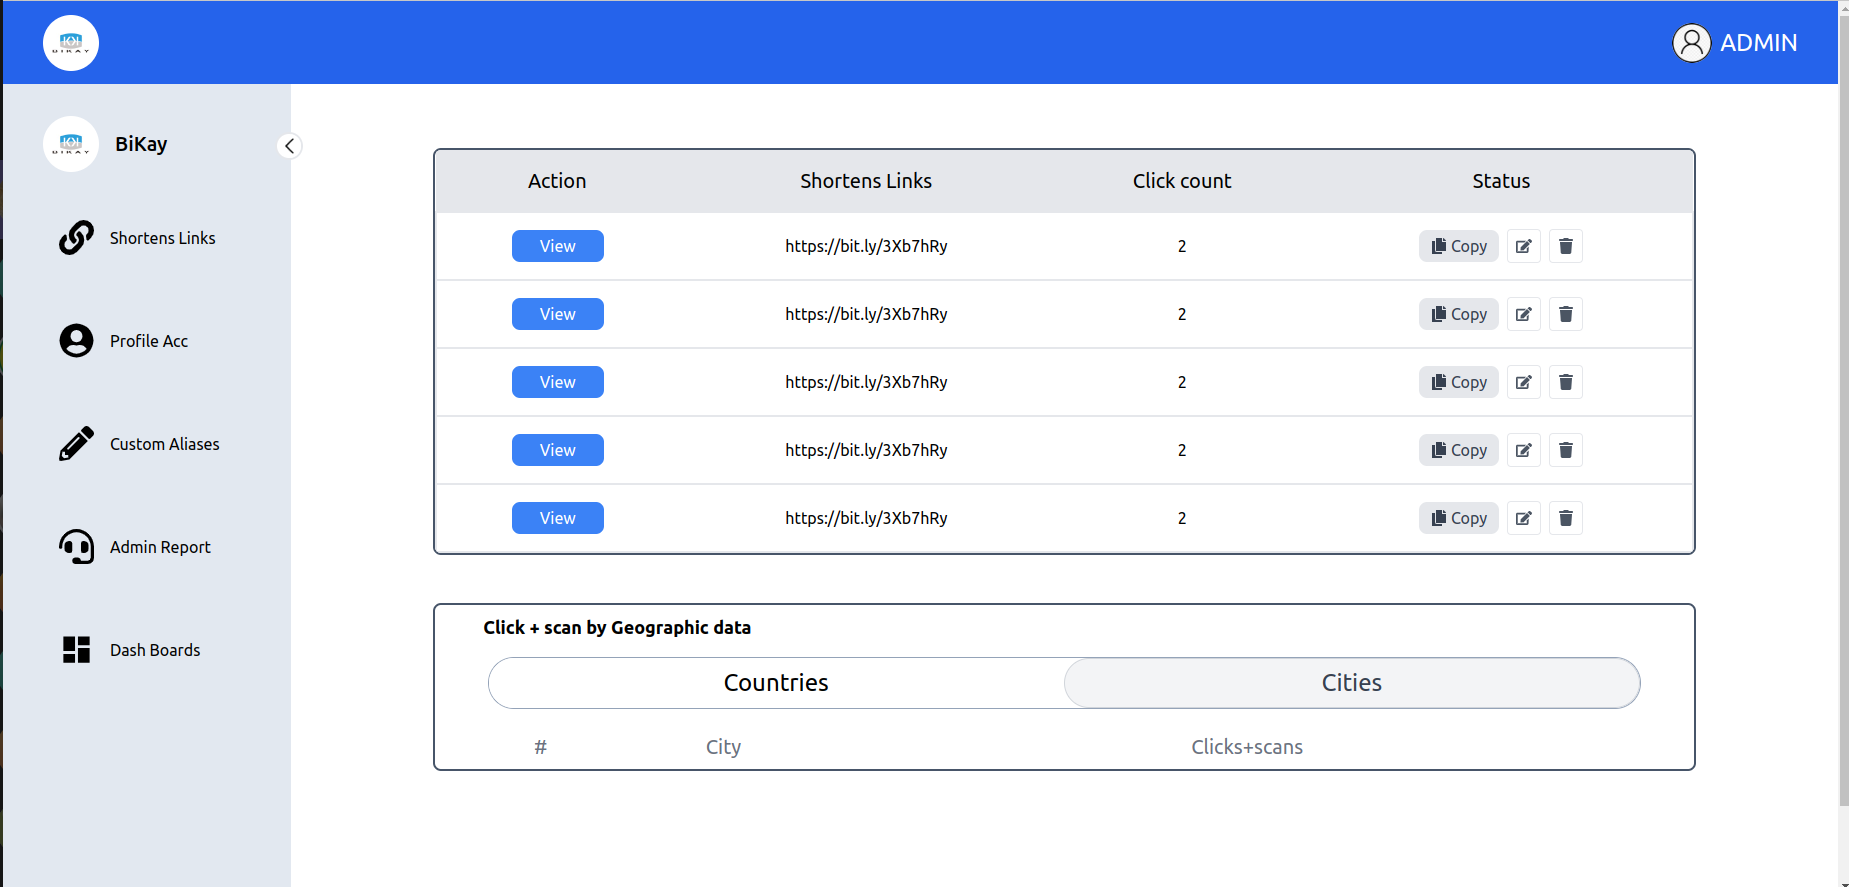 BIKAY
ADMIN
BIKAY
BiKay
Shortens Links
Profile Acc
Custom Aliases
Admin Report
Dash Boards
Action Shortens Links Click count Status
View https://bit.ly/3Xb7hRy 2 Copy
View https://bit.ly/3Xb7hRy 2 Copy
View https://bit.ly/3Xb7hRy 2 Copy
View https://bit.ly/3Xb7hRy 2 Copy
View https://bit.ly/3Xb7hRy 2 Copy
Click + scan by Geographic data
Countries Cities
# City Clicks+scans